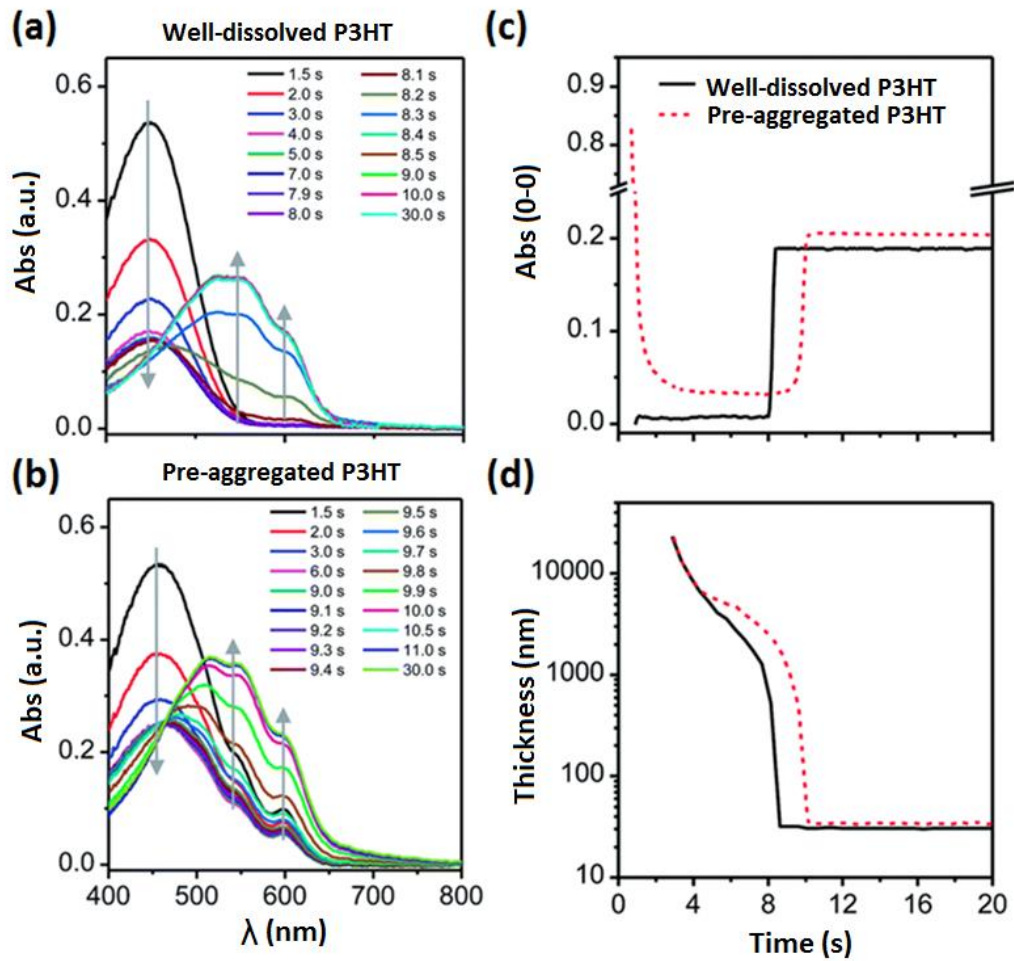 (a)
Well-dissolved P3HT
0.6
0.4
0.2
0.0
Abs (a.u.)
1.5 s
2.0 s
3.0 s
4.0 s
5.0 s
7.0 s
7.9 s
8.0 s
8.1 s
8.2 s
8.3 s
8.4 s
8.5 s
9.0 s
10.0 s
30.0 s
500
600
700
800
(b)
Pre-aggregated P3HT
0.6
0.4
0.2
0.0
Abs (a.u.)
1.5 s
2.0 s
3.0 s
6.0 s
9.0 s
9.1 s
9.2 s
9.3 s
9.4 s
9.5 s
9.6 s
9.7 s
9.8 s
9.9 s
10.0 s
10.5 s
11.0 s
30.0 s
400 500 600 700 800
λ (nm)
(c)
Well-dissolved P3HT
Pre-aggregated P3HT
0.9
0.8
0.2
0.1
0.0
Abs (0-0)
(d)
10000
1000
100
10
Thickness (nm)
0 4 8 12 16 20
Time (s)